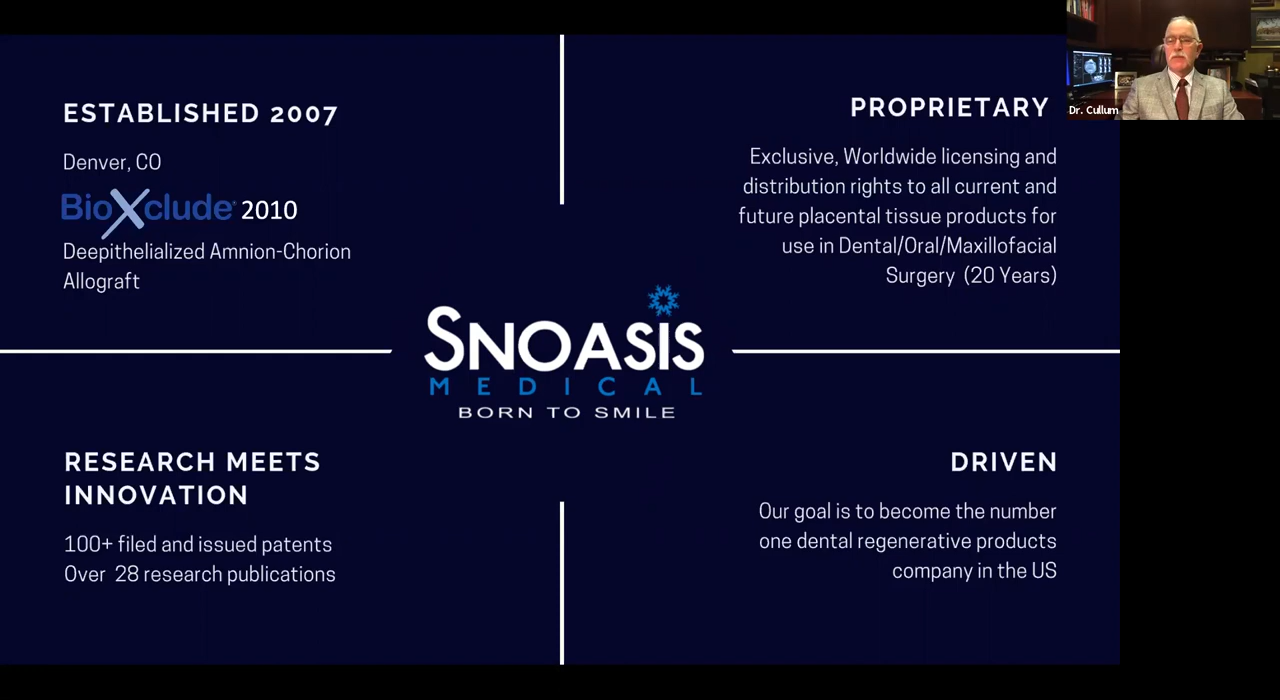 ESTABLISHED 2007
Denver, CO
BioXclude® 2010
Deepithelialized Amnion-Chorion
Allograft
PROPRIETARY
Exclusive, Worldwide licensing and
distribution rights to all current and
future placental tissue products for
use in Dental/Oral/Maxillofacial
Surgery (20 Years)
SNOASIS
MEDICAL
BORN TO SMILE
RESEARCH MEETS
INNOVATION
100+ filed and issued patents
Over 28 research publications
DRIVEN
Our goal is to become the number
one dental regenerative products
company in the US
Dr. Cullum